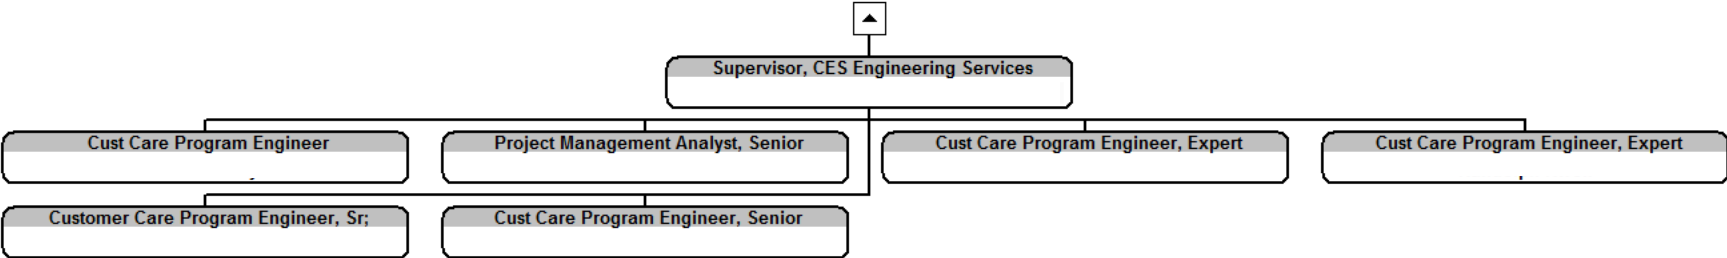 Supervisor, CES Engineering Services
Cust Care Program Engineer
Project Management Analyst, Senior
Cust Care Program Engineer, Expert
Cust Care Program Engineer, Expert
Customer Care Program Engineer, Sr;
Cust Care Program Engineer, Senior